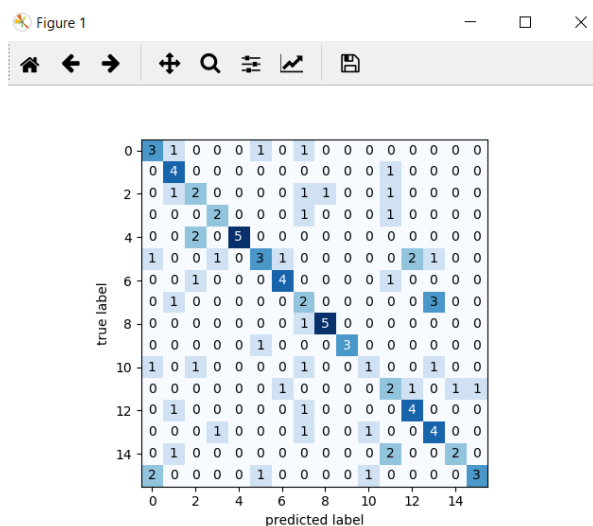 Figure 1
0 3 1 0 0 0 1 0 1 0 0 0 0 0 0 0 0
0 4 0 0 0 0 0 0 0 0 0 1 0 0 0 0
2 0 1 2 0 0 0 0 1 1 0 0 1 0 0 0 0
0 0 0 2 0 0 0 1 0 0 0 1 0 0 0 0
4 0 0 2 0 5 0 0 0 0 0 0 0 0 0 0 0
1 0 0 1 0 3 1 0 0 0 0 0 2 1 0 0
6 0 0 1 0 0 0 4 0 0 0 0 1 0 0 0 0
0 1 0 0 0 0 0 2 0 0 0 0 0 3 0 0
8 0 0 0 0 0 0 0 1 5 0 0 0 0 0 0 0
0 0 0 0 0 1 0 0 0 3 0 0 0 0 0 0
10 1 0 1 0 0 0 0 1 0 0 1 0 0 1 0 0
0 0 0 0 0 0 1 0 0 0 0 2 1 0 1 1
12 0 1 0 0 0 0 0 1 0 0 0 0 4 0 0 0
0 0 0 1 0 0 0 1 0 0 1 0 0 4 0 0
14 0 1 0 0 0 0 0 0 0 0 0 2 0 0 2 0
2 0 0 0 0 1 0 0 0 0 1 0 0 0 0 3
true label
0 2 4 6 8 10 12 14
predicted label